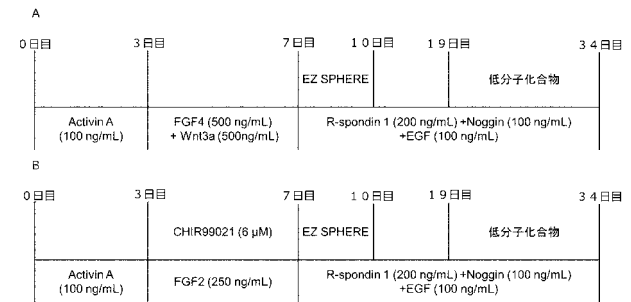 A
0日目 3日目 7日目 10日目 19日目 34日目
EZ SPHERE 低分子化合物
Activin A FGF4 (500 ng/mL) R-spondin 1 (200 ng/mL) +Noggin (100 ng/mL)
(100 ng/mL) + Wnt3a (500ng/mL) +EGF (100 ng/mL)
B
0日目 3日目 7日目 10日目 19日目 34日目
CHIR99021 (6 μM) EZ SPHERE 低分子化合物
Activin A FGF2 (250 ng/mL) R-spondin 1 (200 ng/mL) +Noggin (100 ng/mL)
(100 ng/mL) +EGF (100 ng/mL)